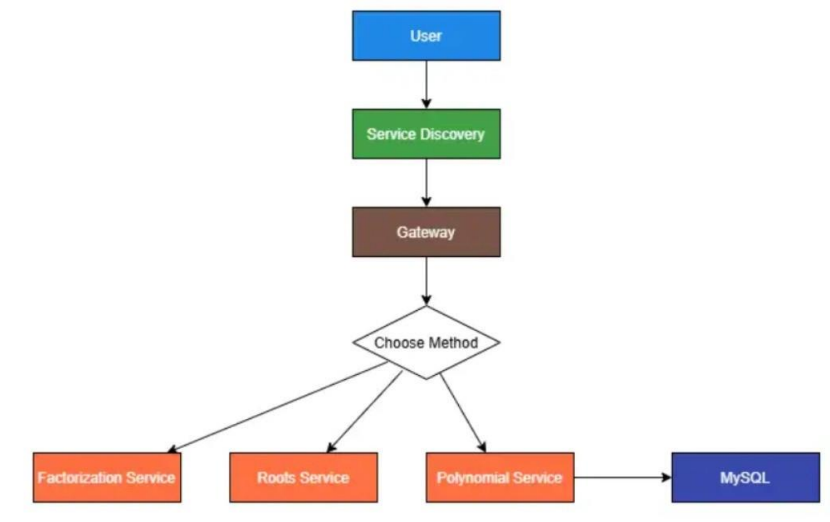 User
Service Discovery
Gateway
Choose Method
Factorization Service
Roots Service
Polynomial Service
MySQL